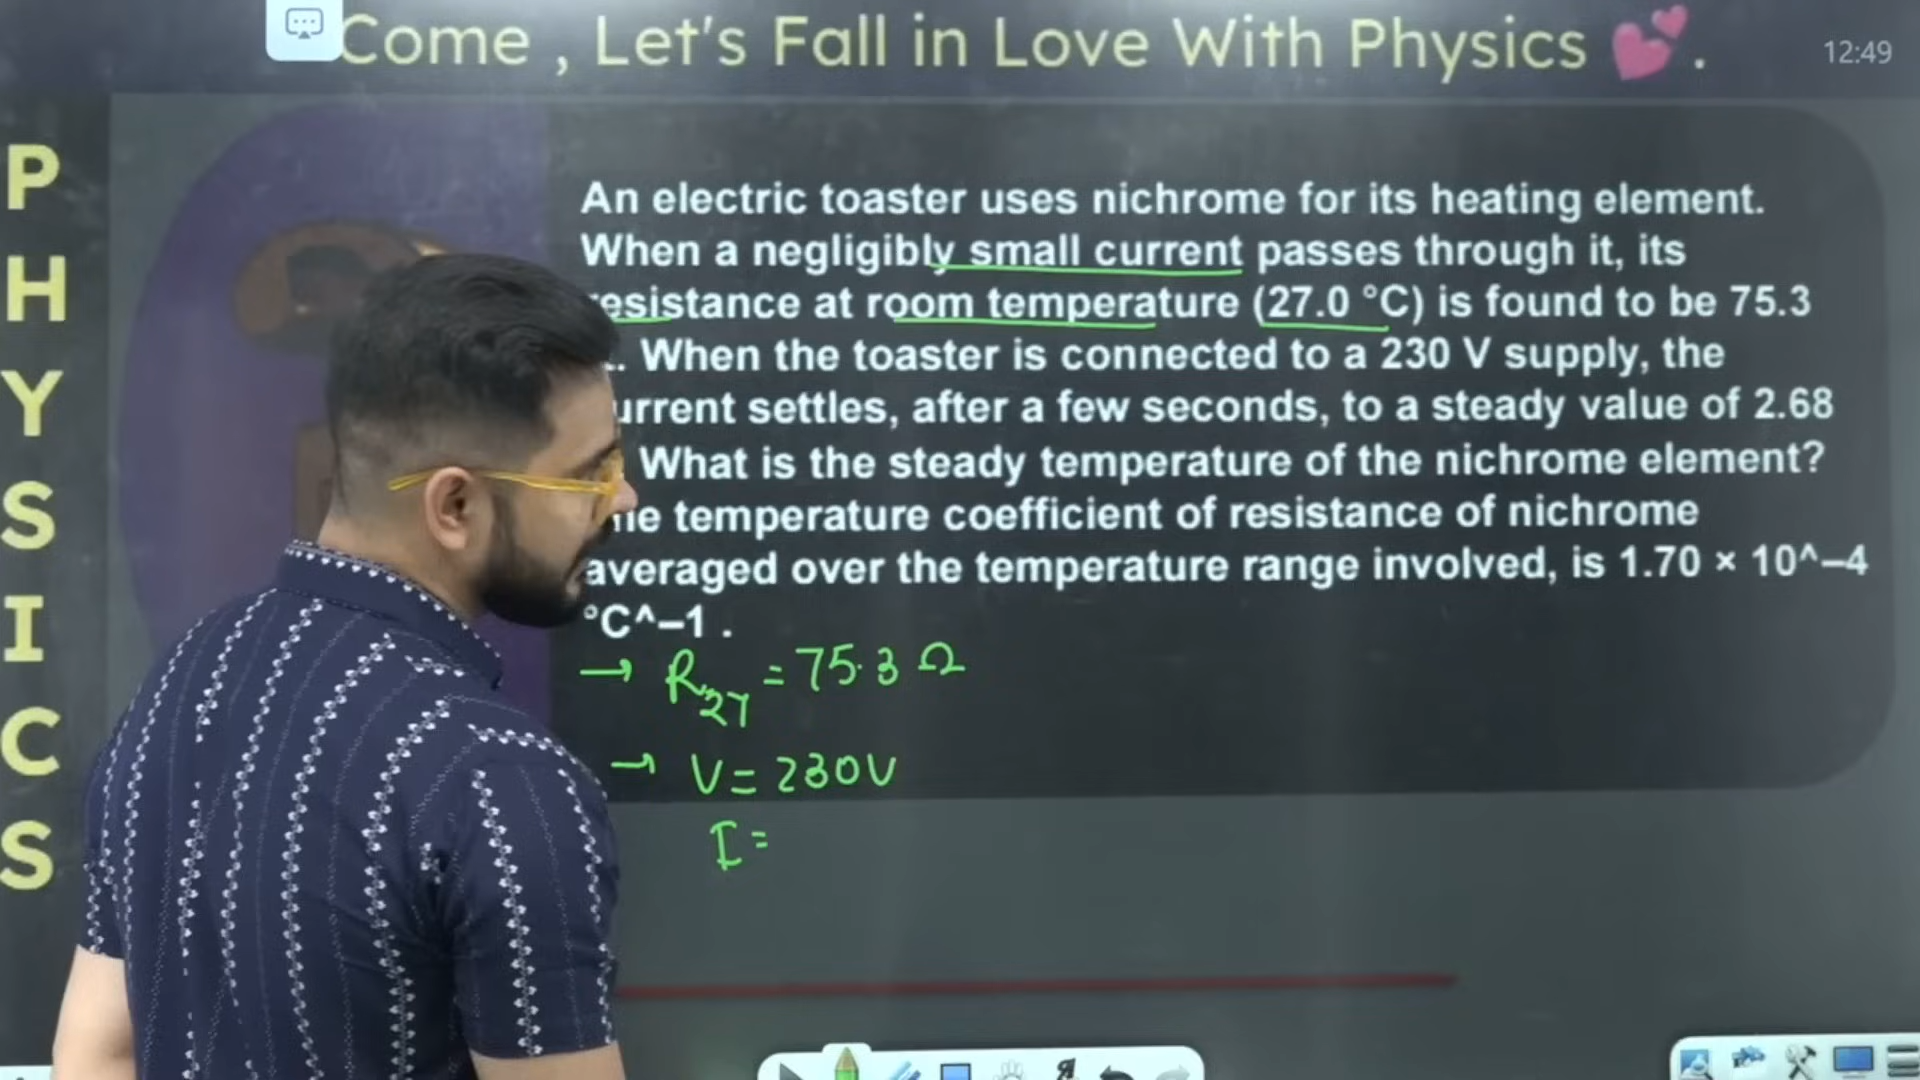 Come , Let's Fall in Love With Physics 💕 .
12:49
PHYSICS
An electric toaster uses nichrome for its heating element.
When a negligibly small current passes through it, its
resistance at room temperature (27.0 °C) is found to be 75.3
. When the toaster is connected to a 230 V supply, the
current settles, after a few seconds, to a steady value of 2.68
What is the steady temperature of the nichrome element?
The temperature coefficient of resistance of nichrome
averaged over the temperature range involved, is 1.70 × 10^–4
°C^–1 .
→ R27 = 75.3 Ω
→ V = 230V
I =